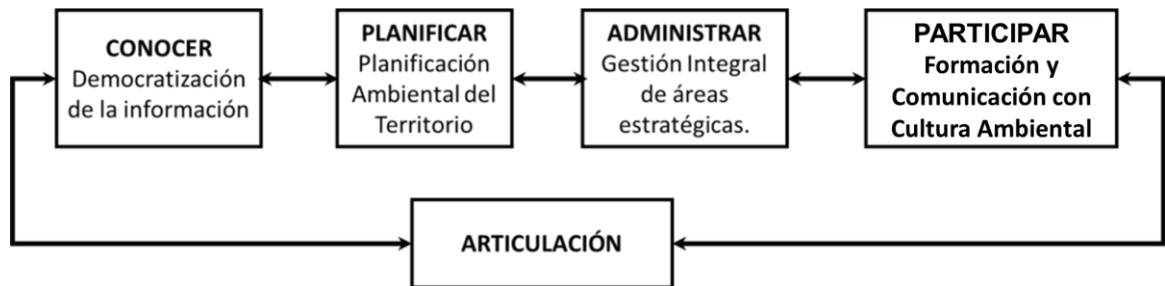 CONOCER
Democratización
de la información
PLANIFICAR
Planificación
Ambiental del
Territorio
ADMINISTRAR
Gestión Integral
de áreas
estratégicas.
PARTICIPAR
Formación y
Comunicación con
Cultura Ambiental
ARTICULACIÓN